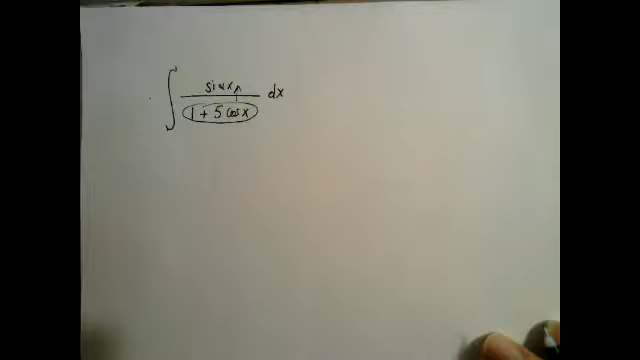 ∫ sin x / 1 + 5 cos x dx